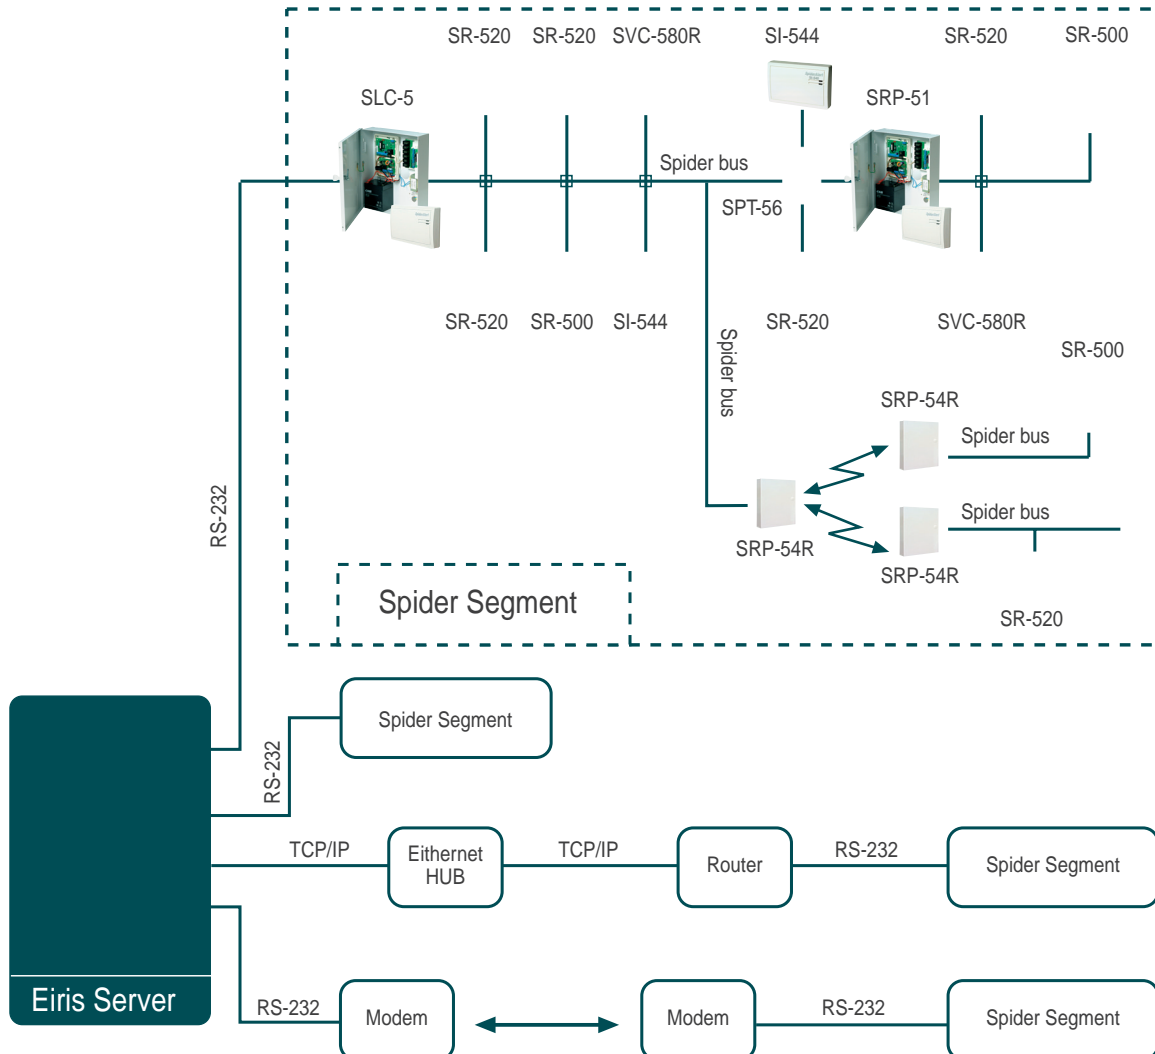 SR-520
SR-520
SVC-580R
SI-544
SR-520
SR-500
SLC-5
SRP-51
Spider bus
SPT-56
SR-520
SR-500
SI-544
SR-520
SVC-580R
SR-500
Spider bus
SRP-54R
Spider bus
Spider bus
SRP-54R
SRP-54R
SR-520
RS-232
Spider Segment
Spider Segment
RS-232
TCP/IP
Eithernet
HUB
TCP/IP
Router
RS-232
Spider Segment
Eiris Server
RS-232
Modem
Modem
RS-232
Spider Segment